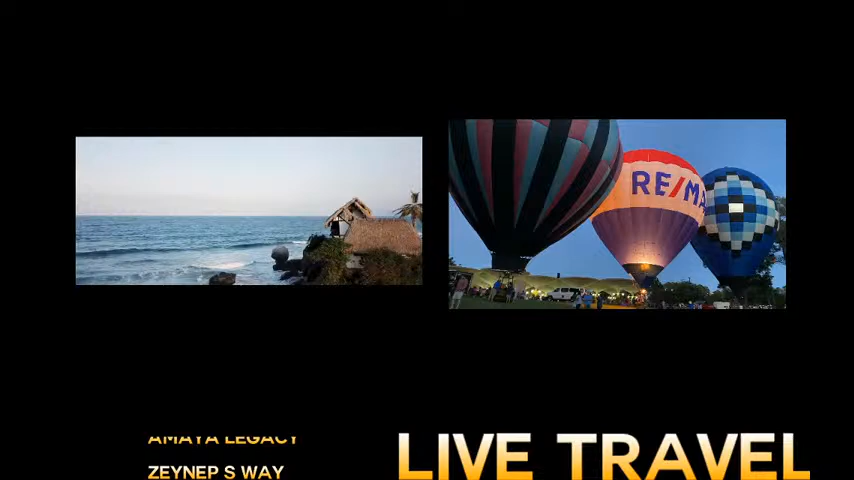 RE/MA
AMAYA LEGACY
ZEYNEP S WAY
LIVE TRAVEL